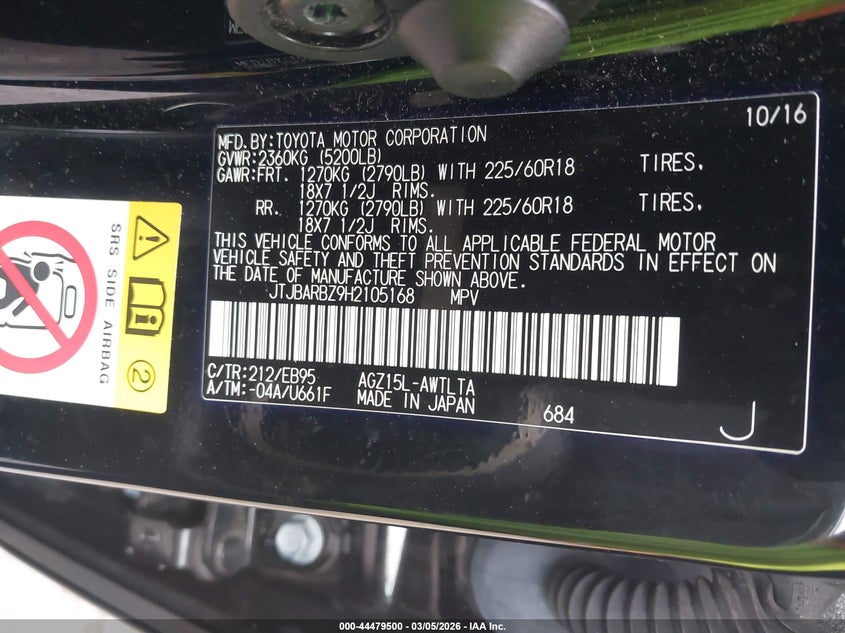 10/16
MFD.BY:TOYOTA MOTOR CORPORATION
GVWR:2360KG (5200LB)
GAWR:FRT. 1270KG (2790LB) WITH 225/60R18 TIRES.
18X7 1/2J RIMS.
RR. 1270KG (2790LB) WITH 225/60R18 TIRES.
18X7 1/2J RIMS.
THIS VEHICLE CONFORMS TO ALL APPLICABLE FEDERAL MOTOR
VEHICLE SAFETY AND THEFT PREVENTION STANDARDS IN EFFECT ON
THE DATE OF MANUFACTURE SHOWN ABOVE.
JTJBARBZ9H2105168 MPV
C/TR:212/EB95 AGZ15L-AWTLTA
A/TM:-04A/U661F MADE IN JAPAN 684 J
SRS SIDE AIRBAG
2
000-44479500 - 03/05/2026 - IAA Inc.